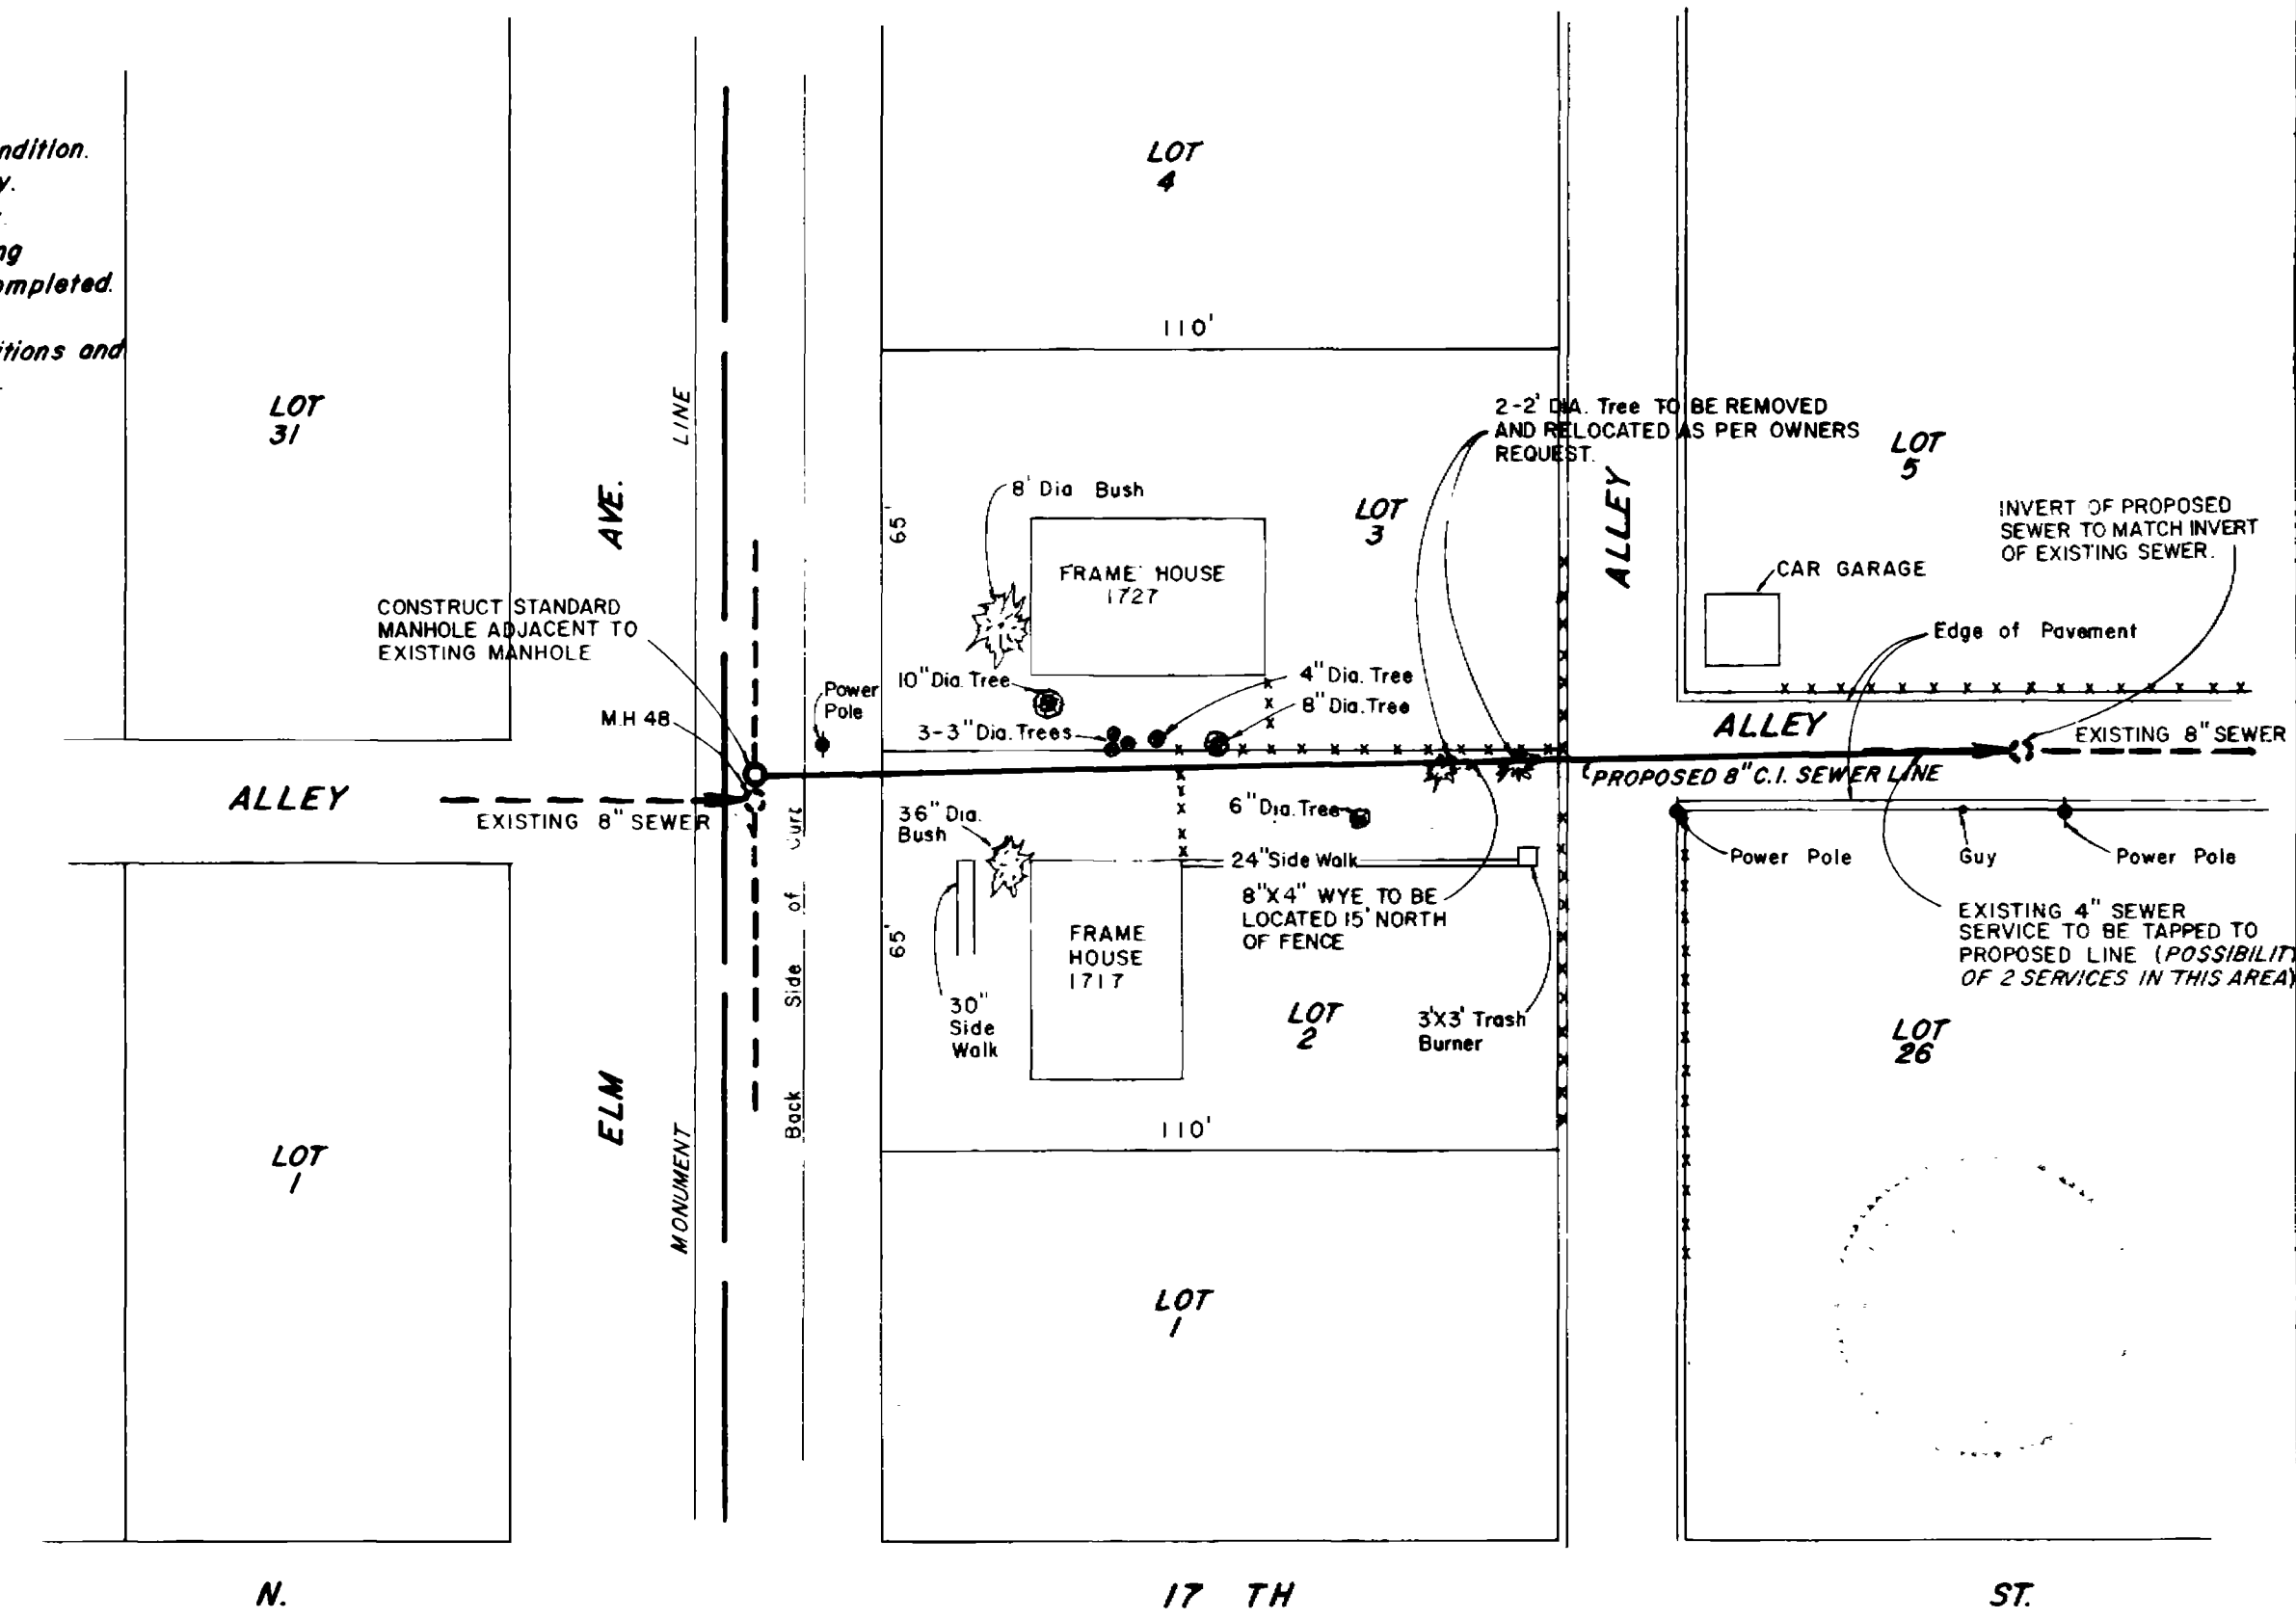 ndition.
y.
ng
ompleted.
itions and
LOT
31
LOT
4
110'
LINE
AVE.
65'
8' Dia Bush
FRAME HOUSE
1727
LOT
3
2-2' DIA. Tree TO BE REMOVED
AND RELOCATED AS PER OWNERS
REQUEST.
ALLEY
LOT
5
INVERT OF PROPOSED
SEWER TO MATCH INVERT
OF EXISTING SEWER.
CAR GARAGE
Edge of Pavement
CONSTRUCT STANDARD
MANHOLE ADJACENT TO
EXISTING MANHOLE
M.H 48
Power
Pole
10" Dia. Tree
3-3" Dia. Trees
4" Dia. Tree
8" Dia. Tree
ALLEY
EXISTING 8" SEWER
PROPOSED 8" C.I. SEWER LINE
ALLEY
EXISTING 8" SEWER
36" Dia.
Bush
6" Dia. Tree
24" Side Walk
8"X4" WYE TO BE
LOCATED 15' NORTH
OF FENCE
Power Pole
Guy
Power Pole
EXISTING 4" SEWER
SERVICE TO BE TAPPED TO
PROPOSED LINE (POSSIBILITY
OF 2 SERVICES IN THIS AREA)
65'
FRAME
HOUSE
1717
30"
Side
Walk
LOT
2
3'X3' Trash
Burner
LOT
26
Back Side of
ELM
MONUMENT
110'
LOT
1
LOT
1
N. 17 TH ST.